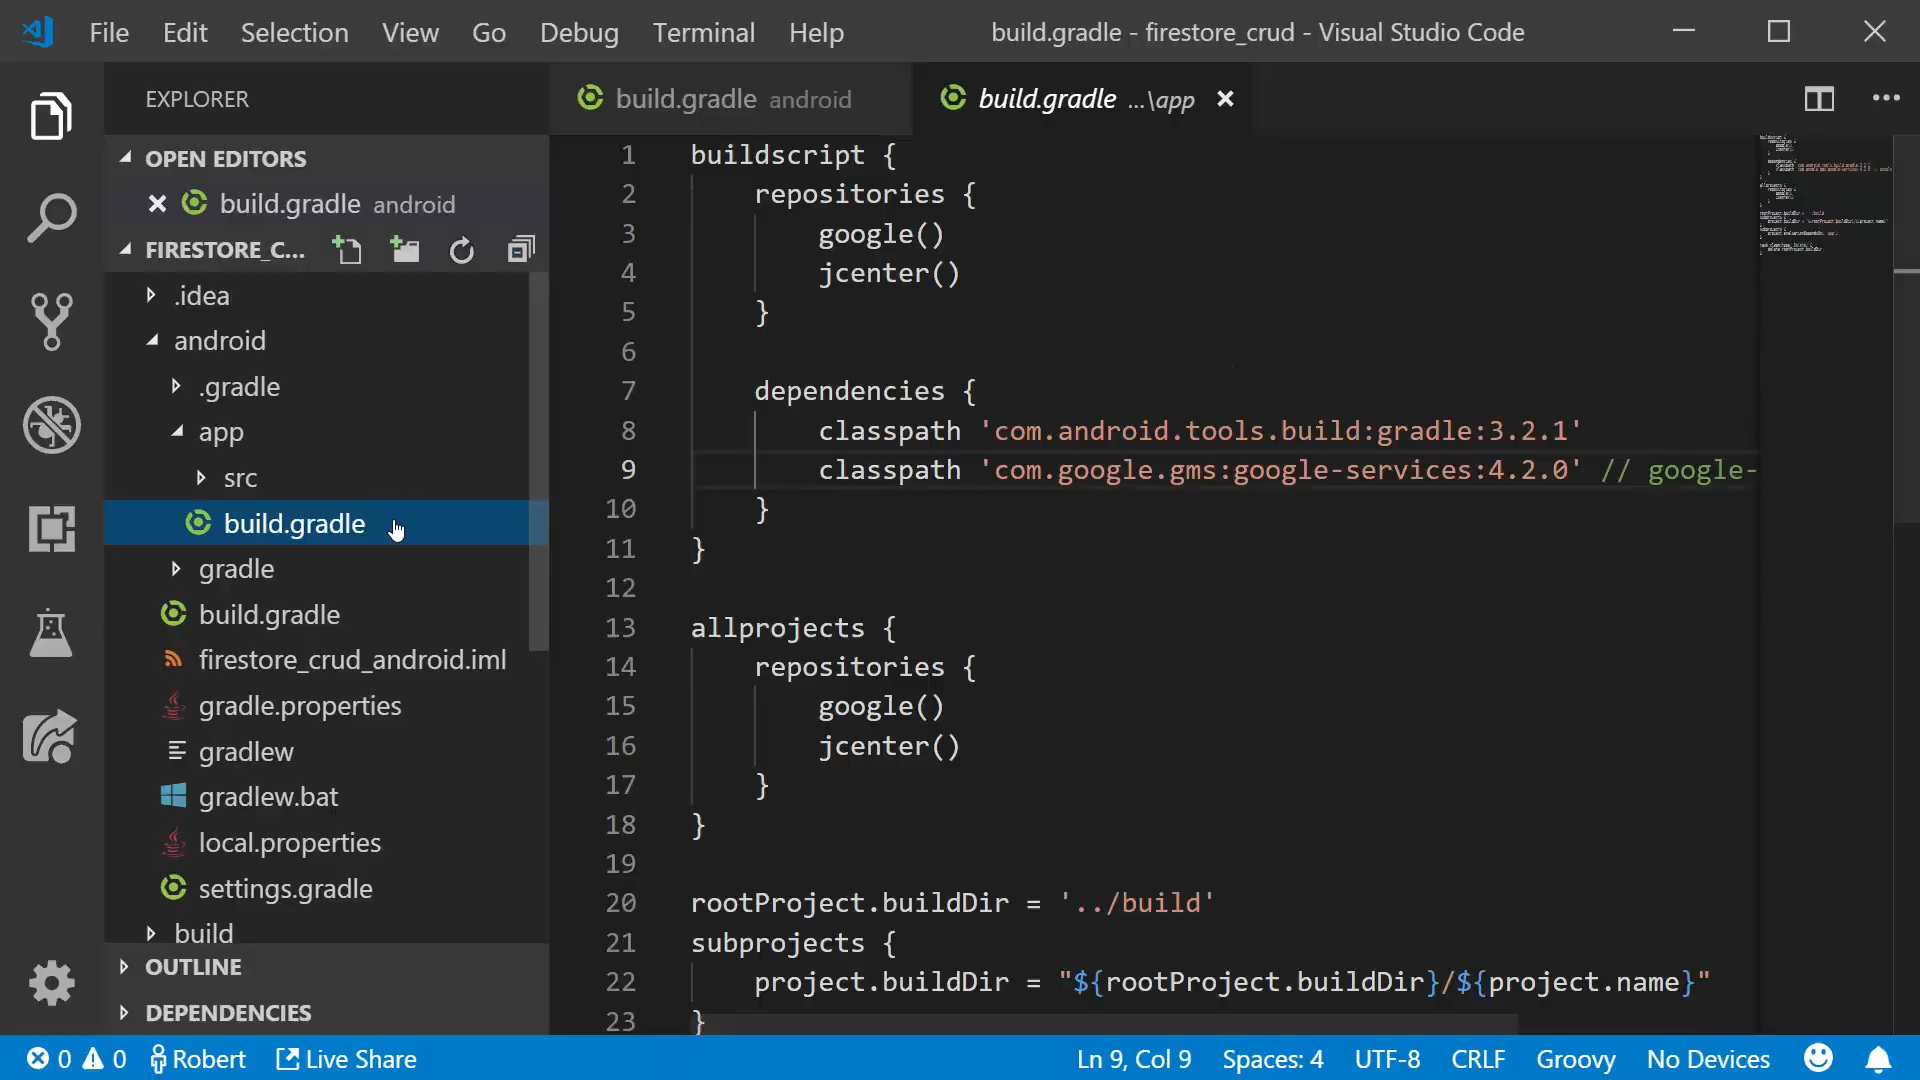 File Edit Selection View Go Debug Terminal Help build.gradle - firestore_crud - Visual Studio Code
EXPLORER
build.gradle android
build.gradle ...\app
OPEN EDITORS
build.gradle android
FIRESTORE_C...
.idea
android
.gradle
app
src
build.gradle
gradle
build.gradle
firestore_crud_android.iml
gradle.properties
gradlew
gradlew.bat
local.properties
settings.gradle
build
OUTLINE
DEPENDENCIES
1 buildscript {
2 repositories {
3 google()
4 jcenter()
5 }
6
7 dependencies {
8 classpath 'com.android.tools.build:gradle:3.2.1'
9 classpath 'com.google.gms:google-services:4.2.0' // google-
10 }
11 }
12
13 allprojects {
14 repositories {
15 google()
16 jcenter()
17 }
18 }
19
20 rootProject.buildDir = '../build'
21 subprojects {
22 project.buildDir = "${rootProject.buildDir}/${project.name}"
23 }
0 0 Robert Live Share Ln 9, Col 9 Spaces: 4 UTF-8 CRLF Groovy No Devices